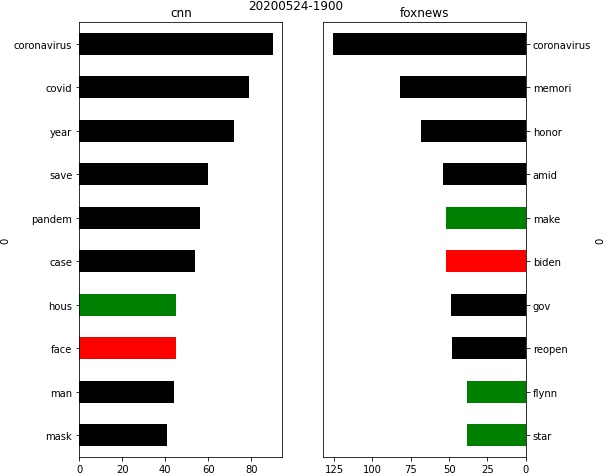 20200524-1900
cnn
foxnews
coronavirus
covid
year
save
pandem
case
hous
face
man
mask
0
0 20 40 60 80
coronavirus
memori
honor
amid
make
biden
gov
reopen
flynn
star
0
125 100 75 50 25 0